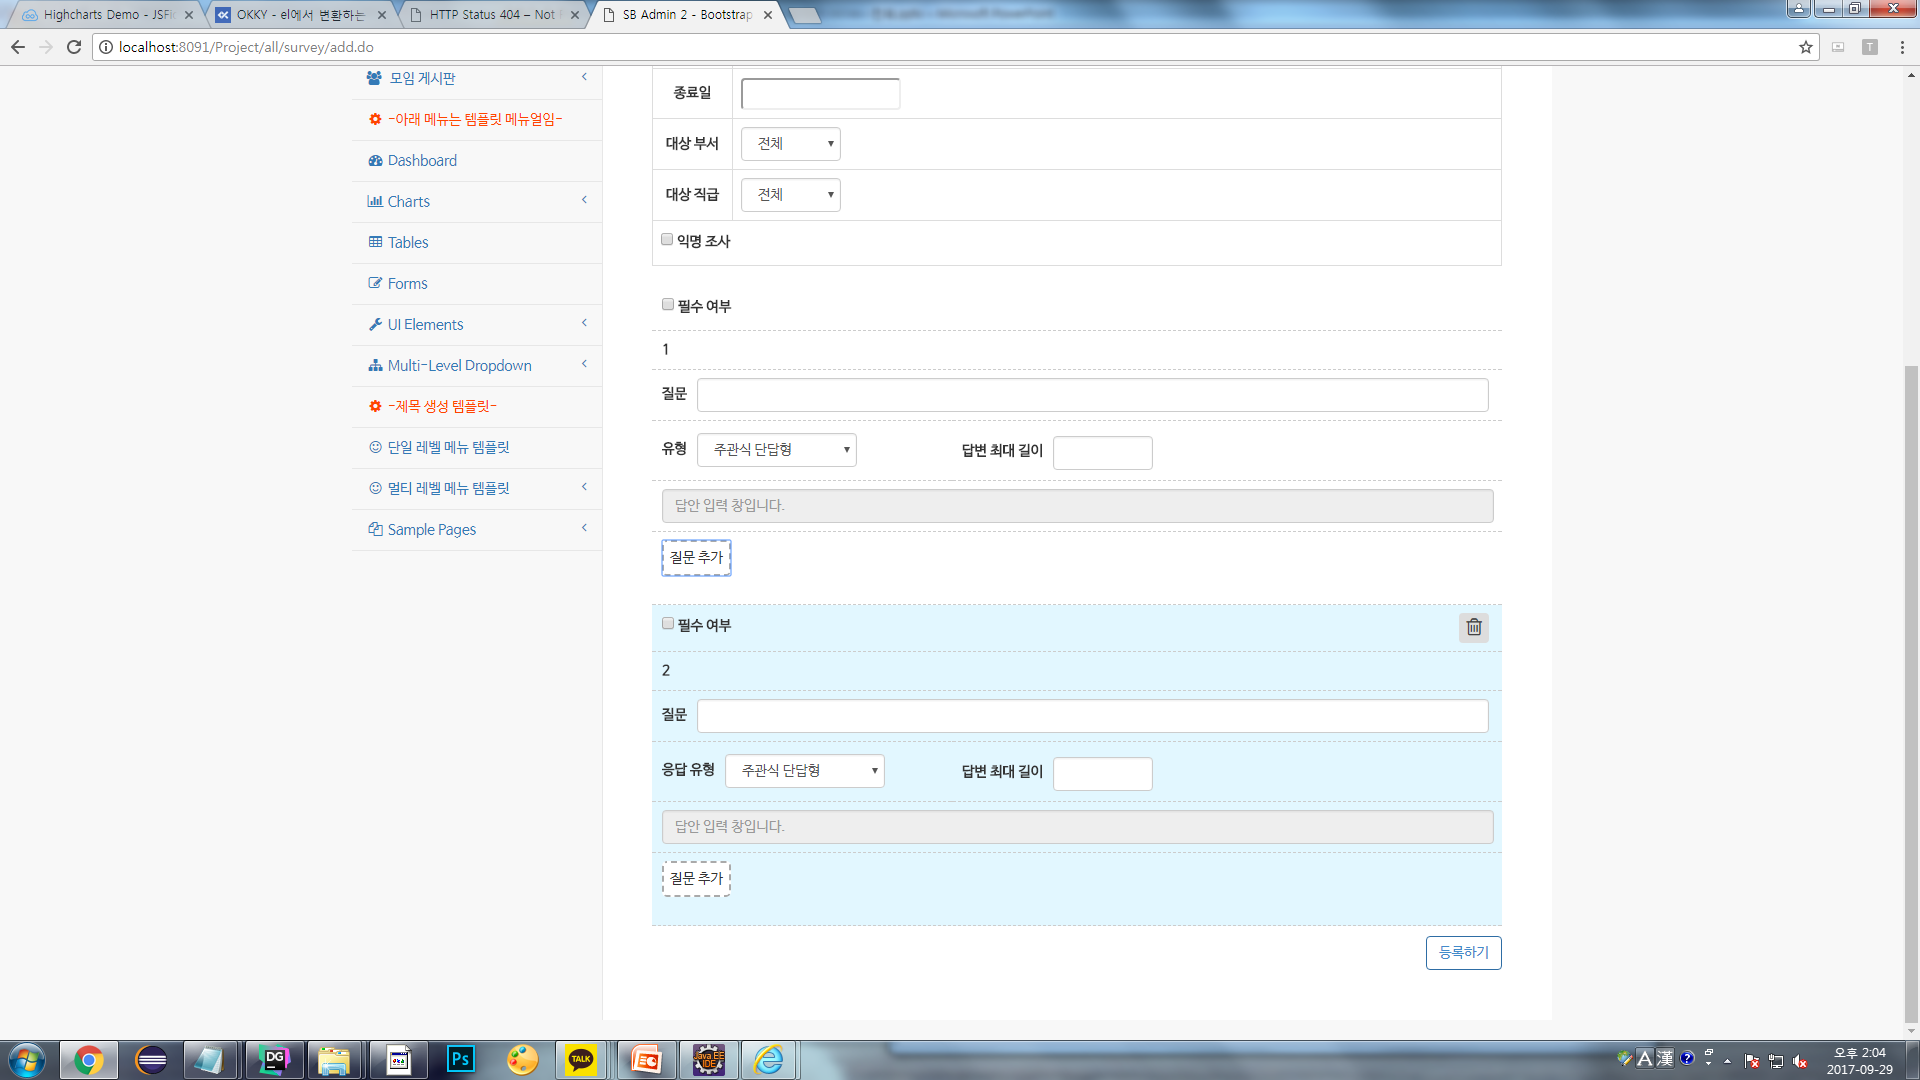 Highcharts Demo - JSFi
OKKY - el에서 변환하는
HTTP Status 404 – Not
SB Admin 2 - Bootstrap
localhost:8091/Project/all/survey/add.do
모임 게시판
-아래 메뉴는 템플릿 메뉴얼임-
Dashboard
Charts
Tables
Forms
UI Elements
Multi-Level Dropdown
-제목 생성 템플릿-
단일 레벨 메뉴 템플릿
멀티 레벨 메뉴 템플릿
Sample Pages
종료일
대상 부서 전체
대상 직급 전체
익명 조사
필수 여부
1
질문
유형 주관식 단답형 답변 최대 길이
답안 입력 창입니다.
질문 추가
필수 여부
2
질문
응답 유형 주관식 단답형 답변 최대 길이
답안 입력 창입니다.
질문 추가
등록하기
DG
Ps
TALK
Java EE
IDE
A 漢
오후 2:04
2017-09-29